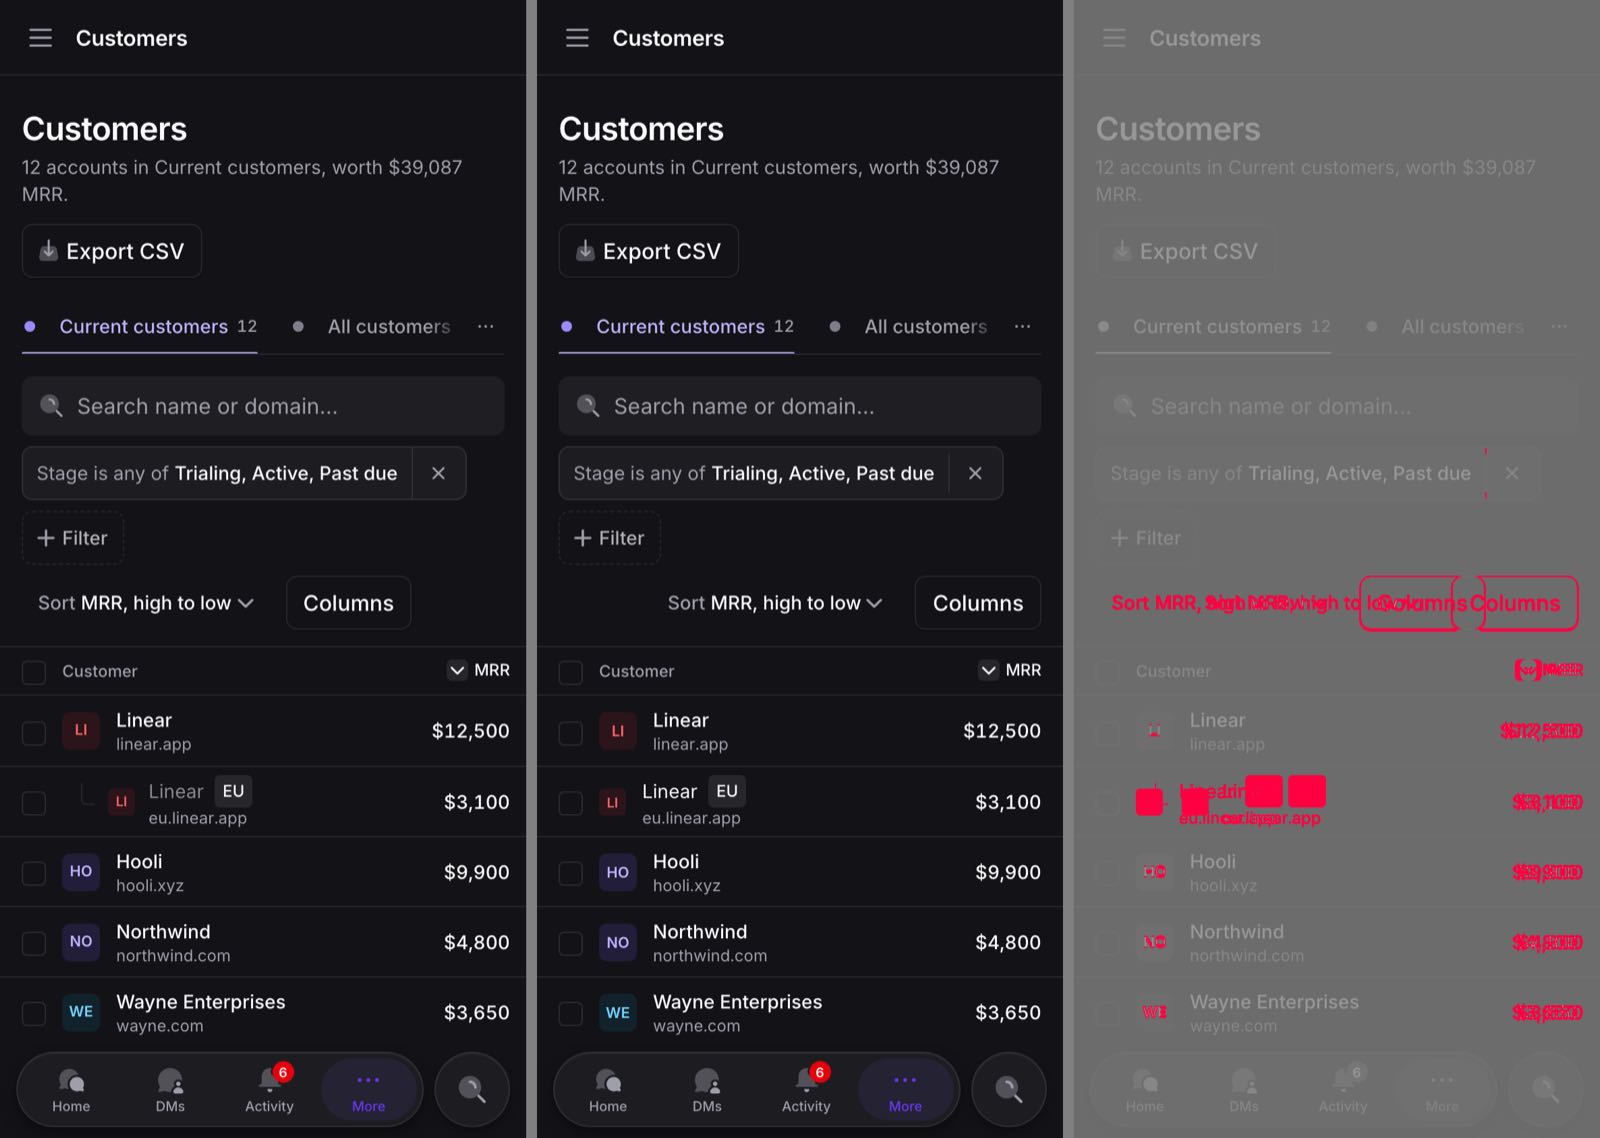 Customers
Customers
12 accounts in Current customers, worth $39,087
MRR.
Export CSV
Current customers 12 All customers ...
Search name or domain...
Stage is any of Trialing, Active, Past due
Filter
Sort MRR, high to low Columns
Customer MRR
LI Linear $12,500
linear.app
LI Linear EU $3,100
eu.linear.app
HO Hooli $9,900
hooli.xyz
NO Northwind $4,800
northwind.com
WE Wayne Enterprises $3,650
wayne.com
6
Home DMs Activity More
Customers
Customers
12 accounts in Current customers, worth $39,087
MRR.
Export CSV
Current customers 12 All customers ...
Search name or domain...
Stage is any of Trialing, Active, Past due
Filter
Sort MRR, high to low Columns
Customer MRR
LI Linear $12,500
linear.app
LI Linear EU $3,100
eu.linear.app
HO Hooli $9,900
hooli.xyz
NO Northwind $4,800
northwind.com
WE Wayne Enterprises $3,650
wayne.com
6
Home DMs Activity More
Customers
Customers
12 accounts in Current customers, worth $39,087
MRR.
Export CSV
Current customers 12 All customers ...
Search name or domain...
Stage is any of Trialing, Active, Past due
Filter
Sort MRR, Columns
Customer
Linear
linear.app
Hooli
hooli.xyz
Northwind
northwind.com
Wayne Enterprises
wayne.com
6
Home DMs Activity More